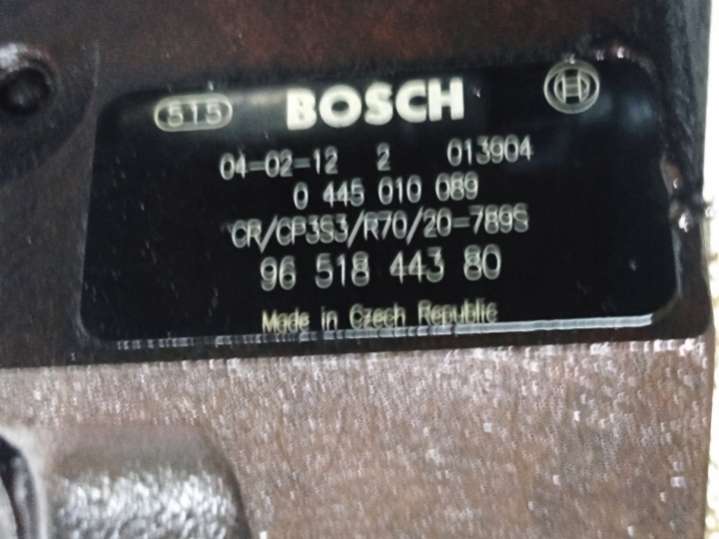 515 BOSCH
04-02-12 2 013904
0 445 010 089
CR/CP3S3/R70/20-789S
96 518 443 80
Made in Czech Republic